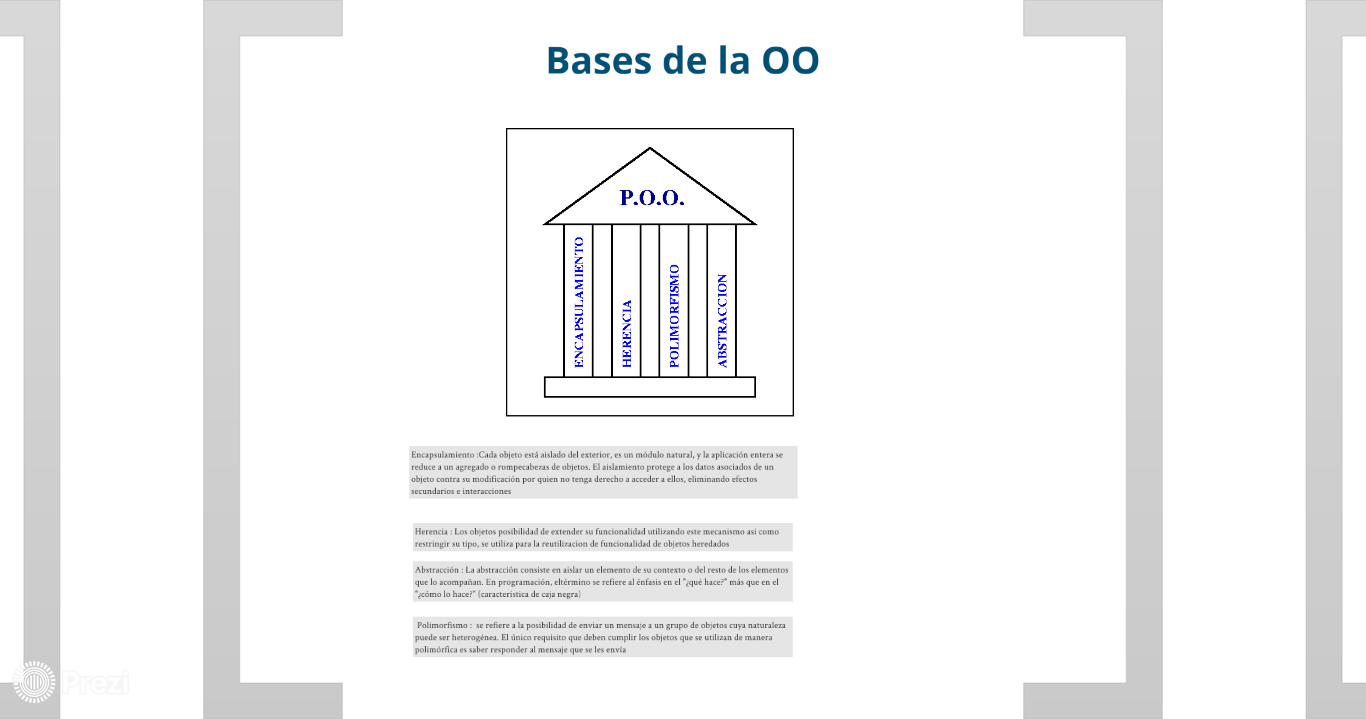 Bases de la OO
P.O.O.
ENCAPSULAMIENTO
HERENCIA
POLIMORFISMO
ABSTRACCION
Encapsulamiento :Cada objeto está aislado del exterior, es un módulo natural, y la aplicación entera se
reduce a un agregado o rompecabezas de objetos. El aislamiento protege a los datos asociados de un
objeto contra su modificación por quien no tenga derecho a acceder a ellos, eliminando efectos
secundarios e interacciones
Herencia : Los objetos posibilidad de extender su funcionalidad utilizando este mecanismo asi como
restringir su tipo, se utiliza para la reutilizacion de funcionalidad de objetos heredados
Abstracción : La abstracción consiste en aislar un elemento de su contexto o del resto de los elementos
que lo acompañan. En programación, eltérmino se refiere al énfasis en el "¿qué hace?" más que en el
"¿cómo lo hace?" (característica de caja negra)
Polimorfismo :  se refiere a la posibilidad de enviar un mensaje a un grupo de objetos cuya naturaleza
puede ser heterogénea. El único requisito que deben cumplir los objetos que se utilizan de manera
polimórfica es saber responder al mensaje que se les envía
Prezi